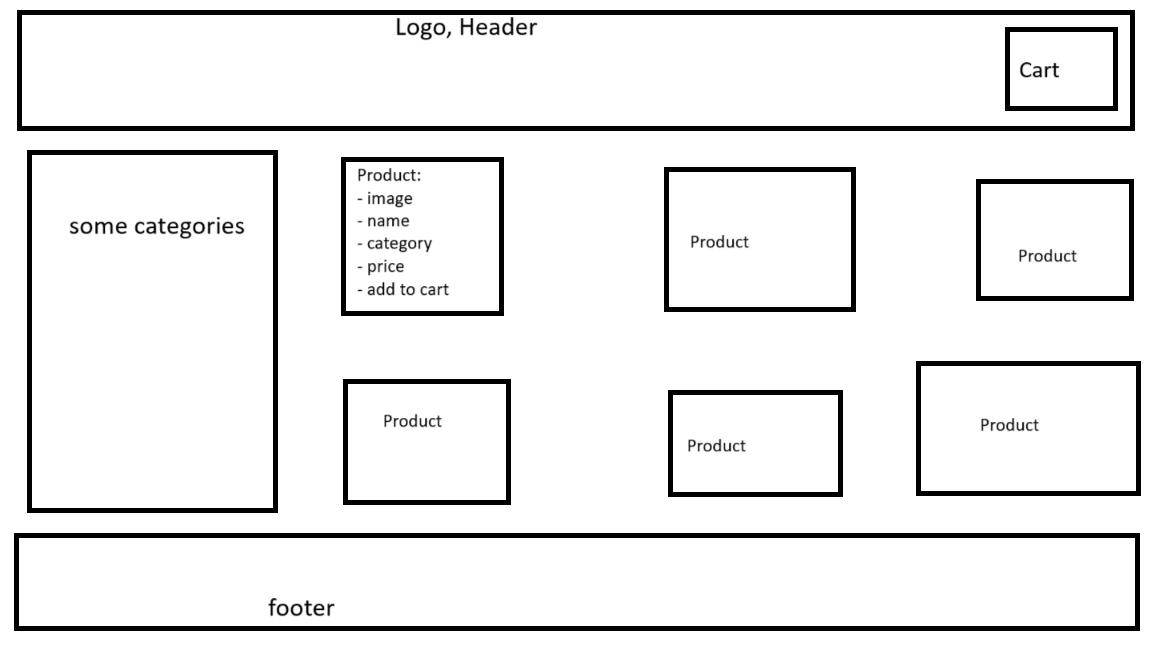 Logo, Header
Cart
some categories
Product:
- image
- name
- category
- price
- add to cart
Product
Product
Product
Product
Product
footer